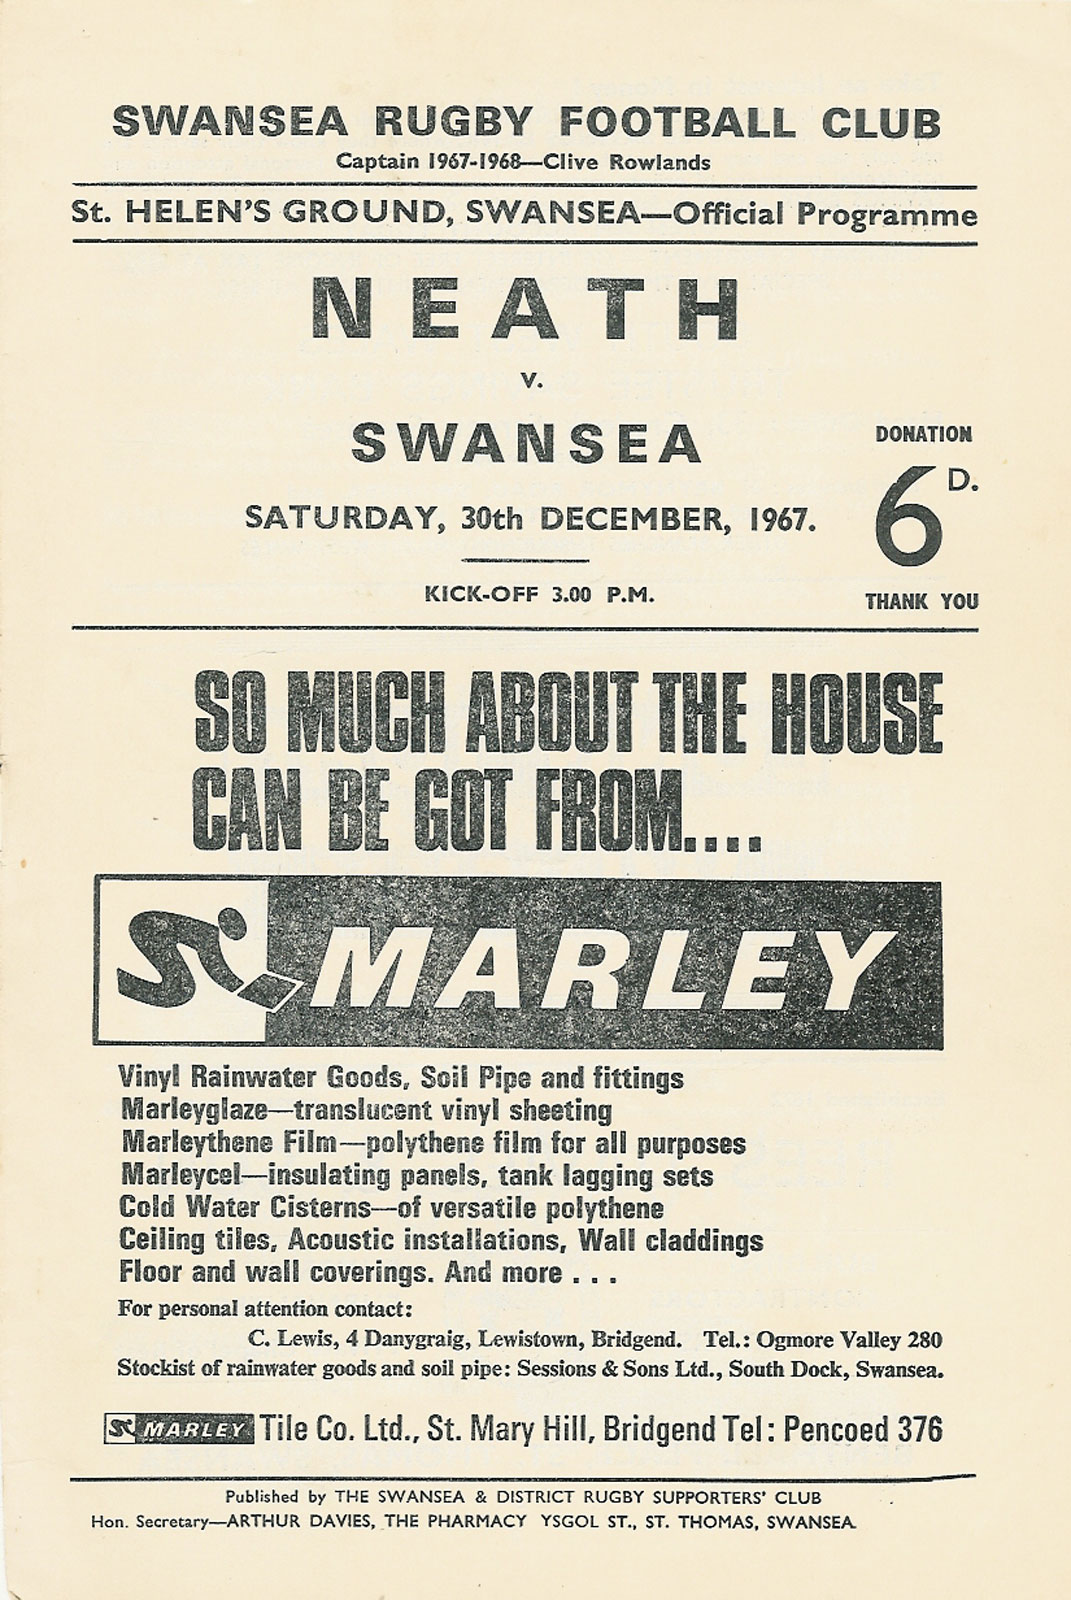 SWANSEA RUGBY FOOTBALL CLUB
Captain 1967-1968—Clive Rowlands
St. HELEN'S GROUND, SWANSEA—Official Programme
NEATH
v.
SWANSEA
SATURDAY, 30th DECEMBER, 1967.
KICK-OFF 3.00 P.M.
DONATION
6D.
THANK YOU
SO MUCH ABOUT THE HOUSE
CAN BE GOT FROM....
MARLEY
Vinyl Rainwater Goods, Soil Pipe and fittings
Marleyglaze—translucent vinyl sheeting
Marleythene Film—polythene film for all purposes
Marleycel—insulating panels, tank lagging sets
Cold Water Cisterns—of versatile polythene
Ceiling tiles, Acoustic installations, Wall claddings
Floor and wall coverings. And more . . .
For personal attention contact:
C. Lewis, 4 Danygraig, Lewistown, Bridgend. Tel.: Ogmore Valley 280
Stockist of rainwater goods and soil pipe: Sessions & Sons Ltd., South Dock, Swansea.
MARLEY Tile Co. Ltd., St. Mary Hill, Bridgend Tel: Pencoed 376
Published by THE SWANSEA & DISTRICT RUGBY SUPPORTERS' CLUB
Hon. Secretary—ARTHUR DAVIES, THE PHARMACY YSGOL ST., ST. THOMAS, SWANSEA.